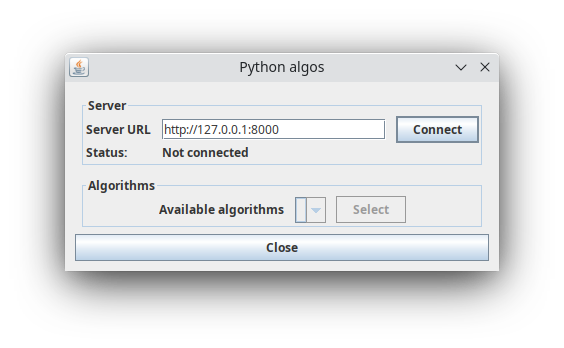 Python algos
Server
Server URL http://127.0.0.1:8000 Connect
Status: Not connected
Algorithms
Available algorithms Select
Close